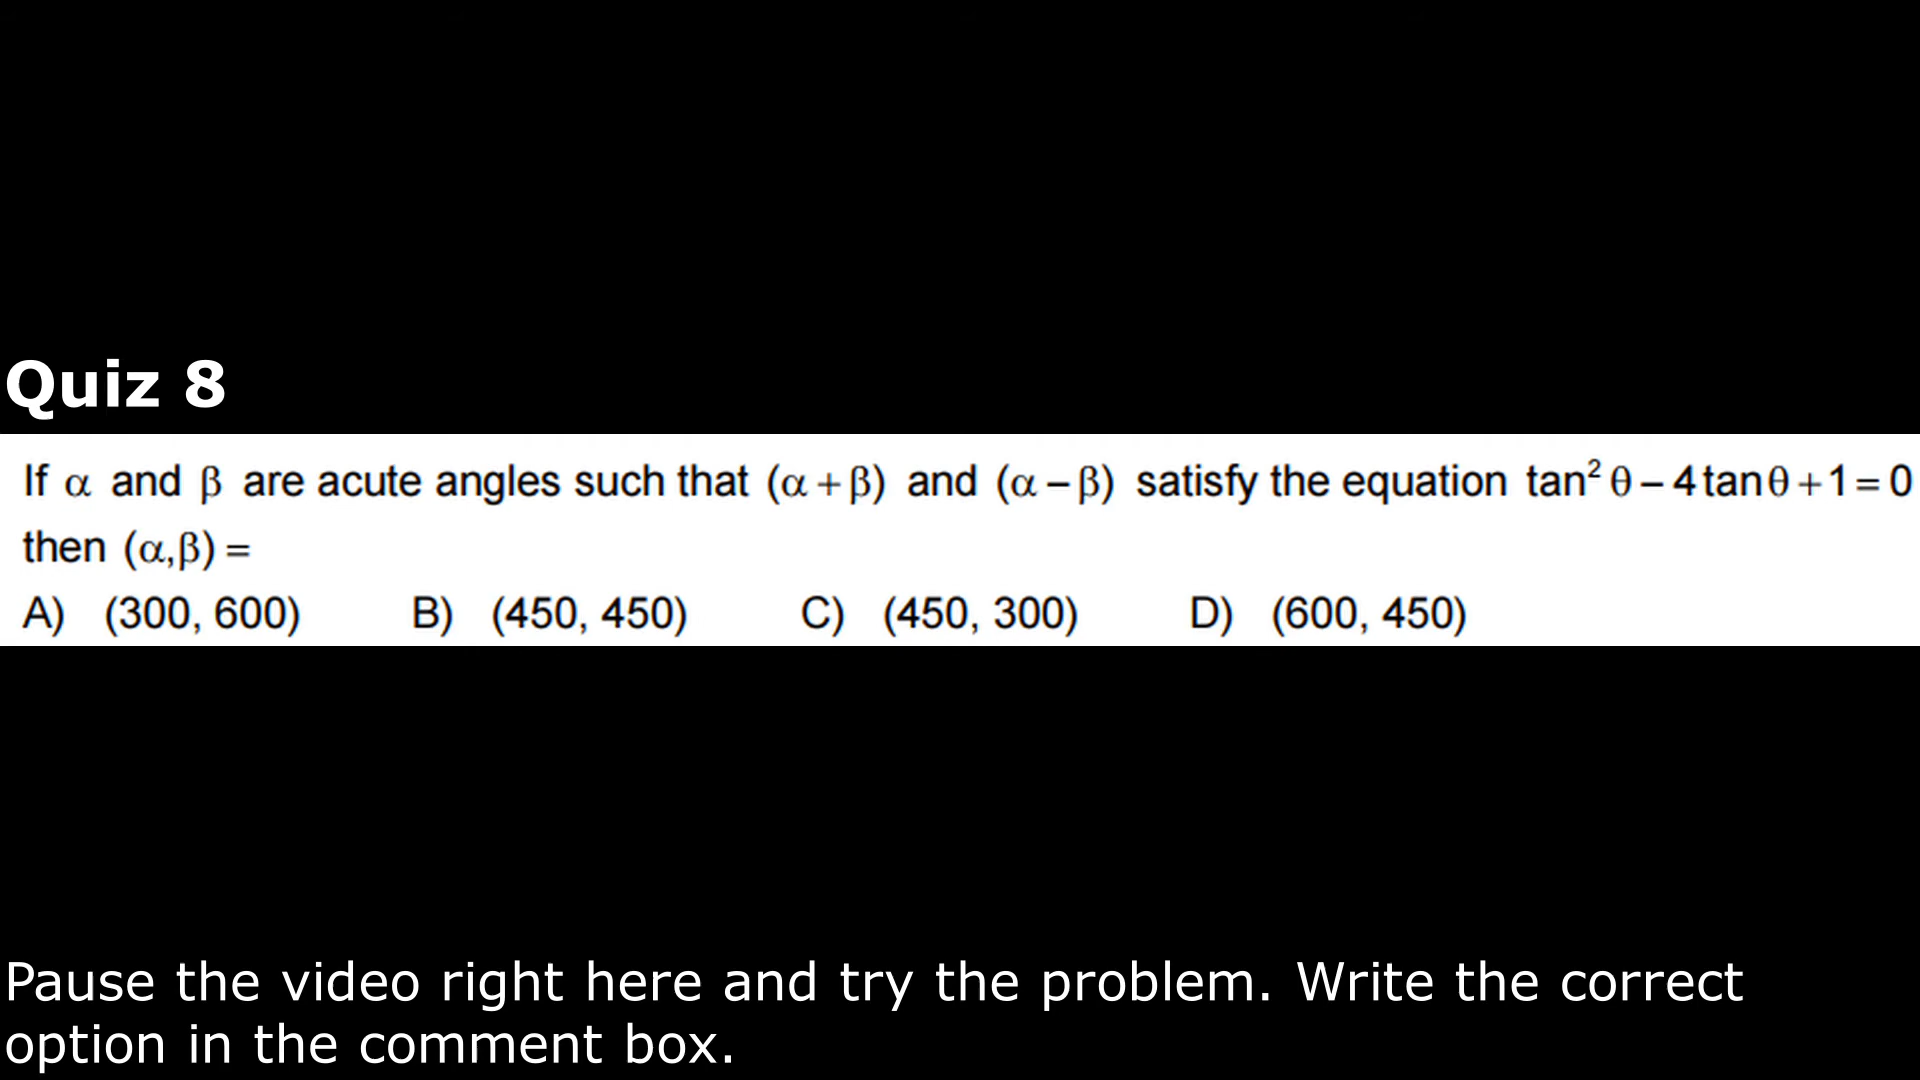 Quiz 8
If α and β are acute angles such that (α + β) and (α – β) satisfy the equation tan² θ – 4 tan θ + 1 = 0
then (α,β) =
A) (300, 600) B) (450, 450) C) (450, 300) D) (600, 450)
Pause the video right here and try the problem. Write the correct
option in the comment box.